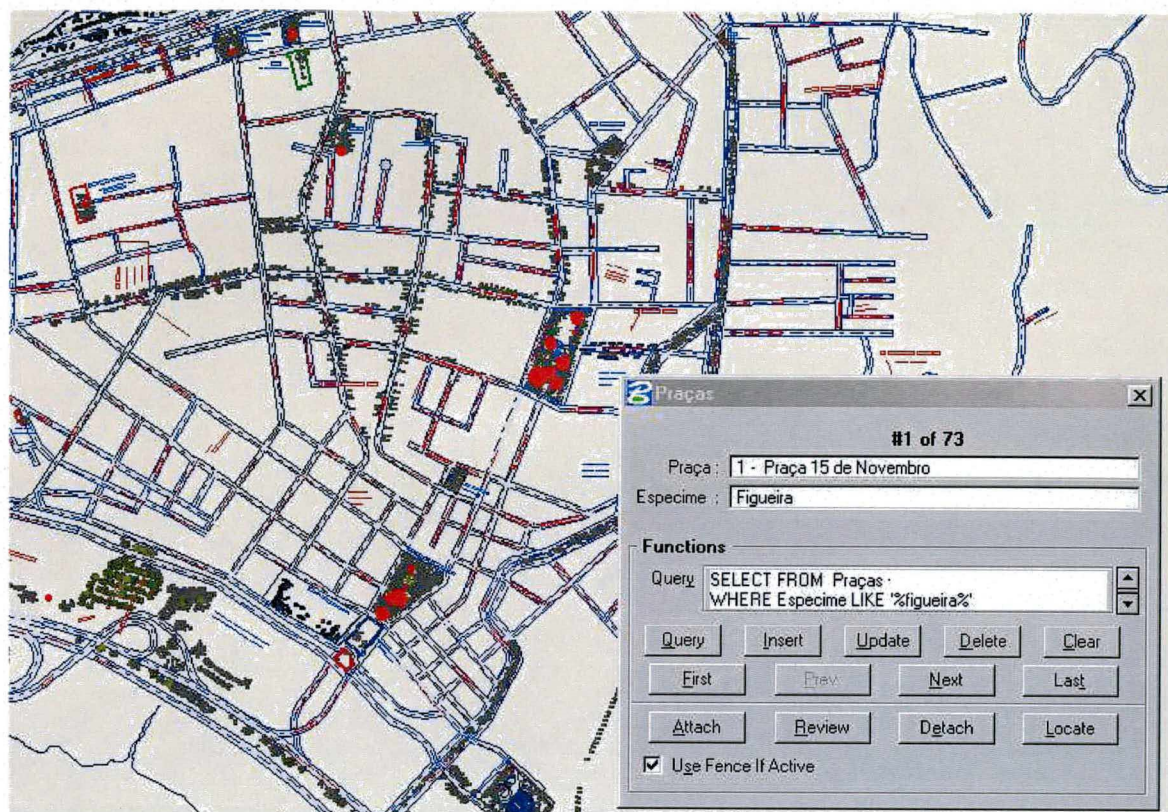 Praças
#1 of 73
Praça : 1 - Praça 15 de Novembro
Especime : Figueira
Functions
Query SELECT FROM Praças
WHERE Especime LIKE '%figueira%'
Query Insert Update Delete Clear
First Prev Next Last
Attach Review Detach Locate
Use Fence If Active